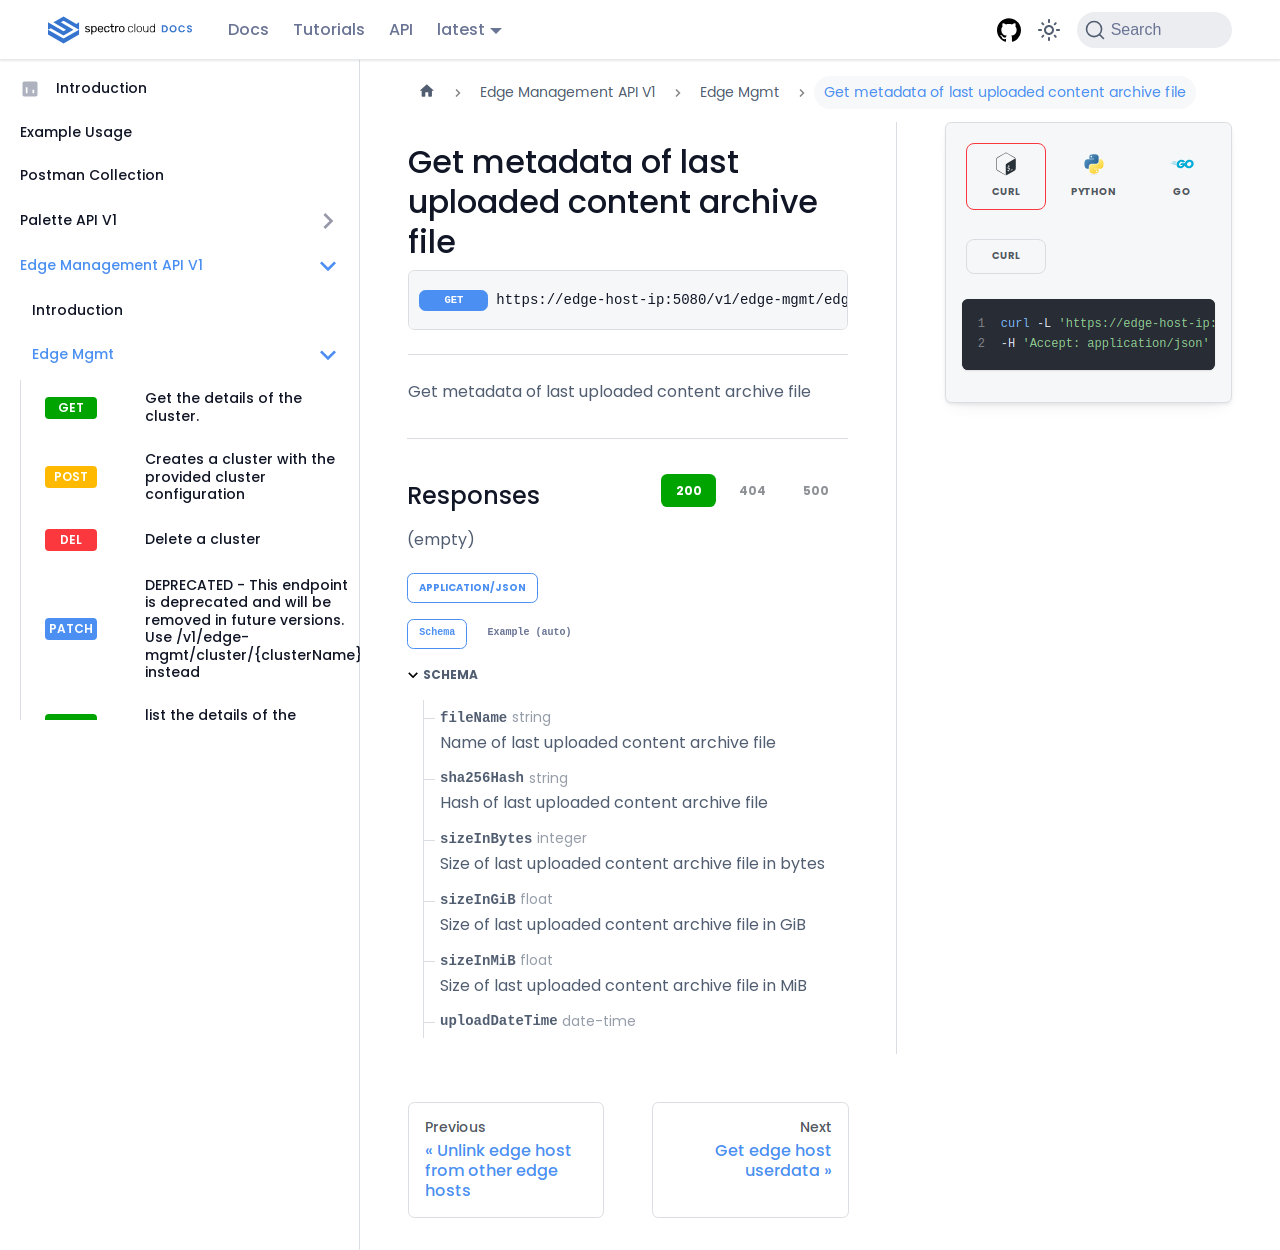 spectro cloud DOCS
Docs
Tutorials
API
latest
Search
Introduction
Example Usage
Postman Collection
Palette API V1
Edge Management API V1
Introduction
Edge Mgmt
GET
Get the details of the
cluster.
POST
Creates a cluster with the
provided cluster
configuration
DEL
Delete a cluster
PATCH
DEPRECATED - This endpoint
is deprecated and will be
removed in future versions.
Use /v1/edge-
mgmt/cluster/{clusterName}
instead
list the details of the
Edge Management API V1
Edge Mgmt
Get metadata of last uploaded content archive file
Get metadata of last
uploaded content archive
file
GET
https://edge-host-ip:5080/v1/edge-mgmt/edg
Get metadata of last uploaded content archive file
Responses
200
404
500
(empty)
APPLICATION/JSON
Schema
Example (auto)
SCHEMA
fileName string
Name of last uploaded content archive file
sha256Hash string
Hash of last uploaded content archive file
sizeInBytes integer
Size of last uploaded content archive file in bytes
sizeInGiB float
Size of last uploaded content archive file in GiB
sizeInMiB float
Size of last uploaded content archive file in MiB
uploadDateTime date-time
CURL
PYTHON
GO
GO
CURL
1 curl -L 'https://edge-host-ip:
2 -H 'Accept: application/json'
Previous
« Unlink edge host
from other edge
hosts
Next
Get edge host
userdata »